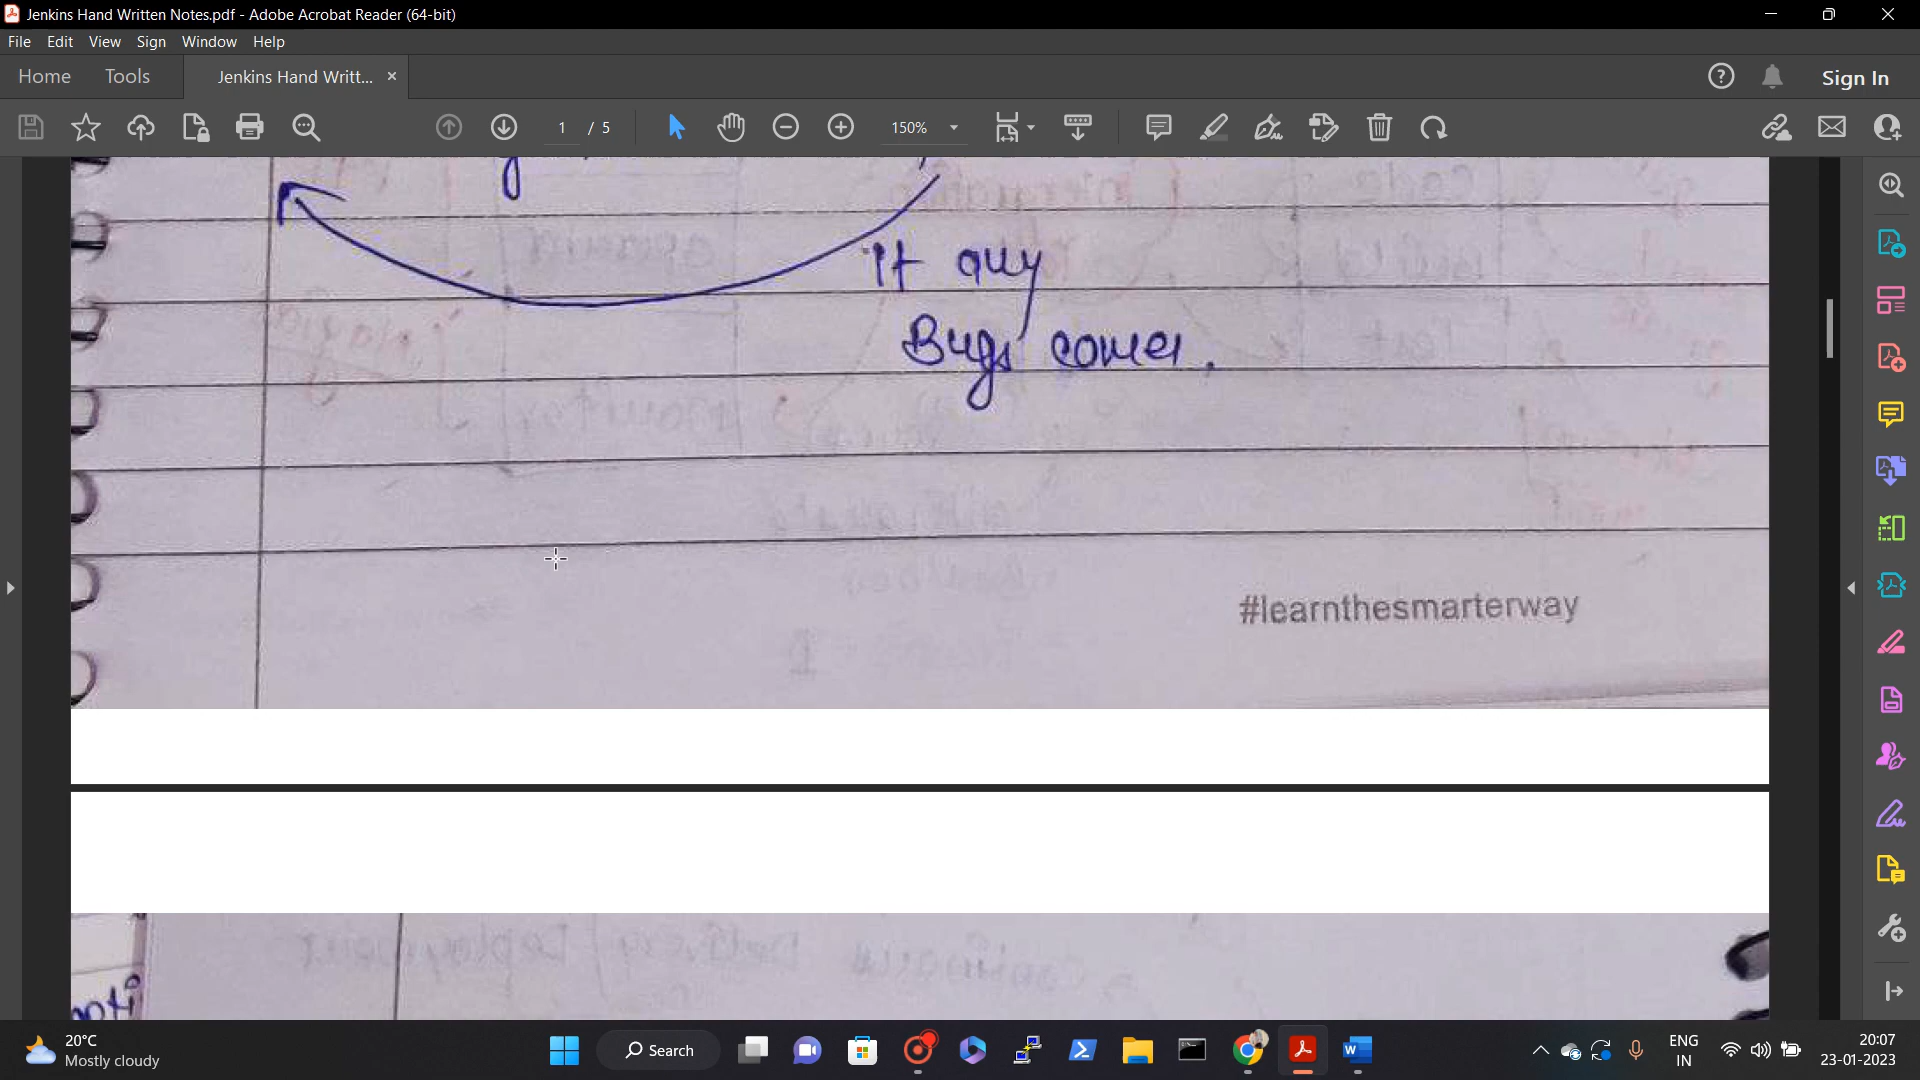 Jenkins Hand Written Notes.pdf - Adobe Acrobat Reader (64-bit)
File Edit View Sign Window Help
Home Tools Jenkins Hand Writt... Sign In
1 / 5 150%
If any
Bugs comes.
#learnthesmarterway
20°C
Mostly cloudy
Search
ENG
IN
20:07
23-01-2023